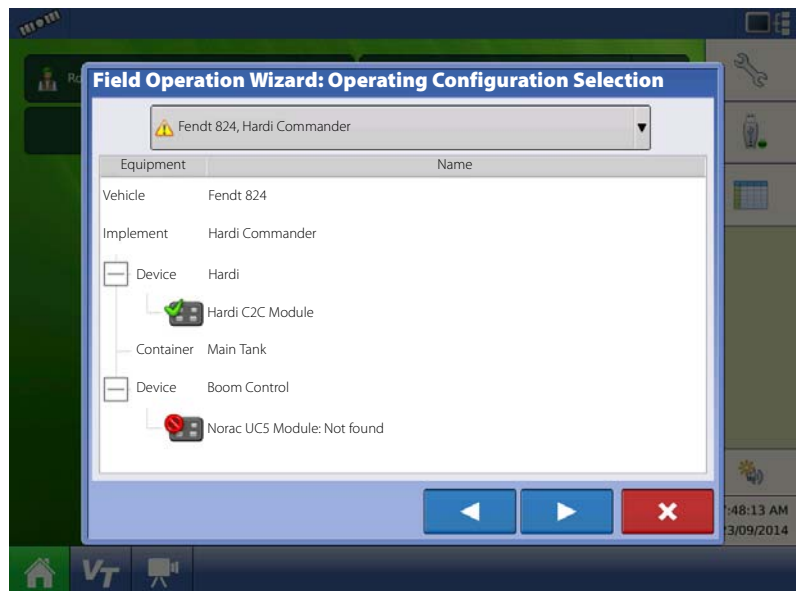 Ro
Field Operation Wizard: Operating Configuration Selection
Fendt 824, Hardi Commander
Equipment Name
Vehicle Fendt 824
Implement Hardi Commander
Device Hardi
Hardi C2C Module
Container Main Tank
Device Boom Control
Norac UC5 Module: Not found
:48:13 AM
3/09/2014
VT